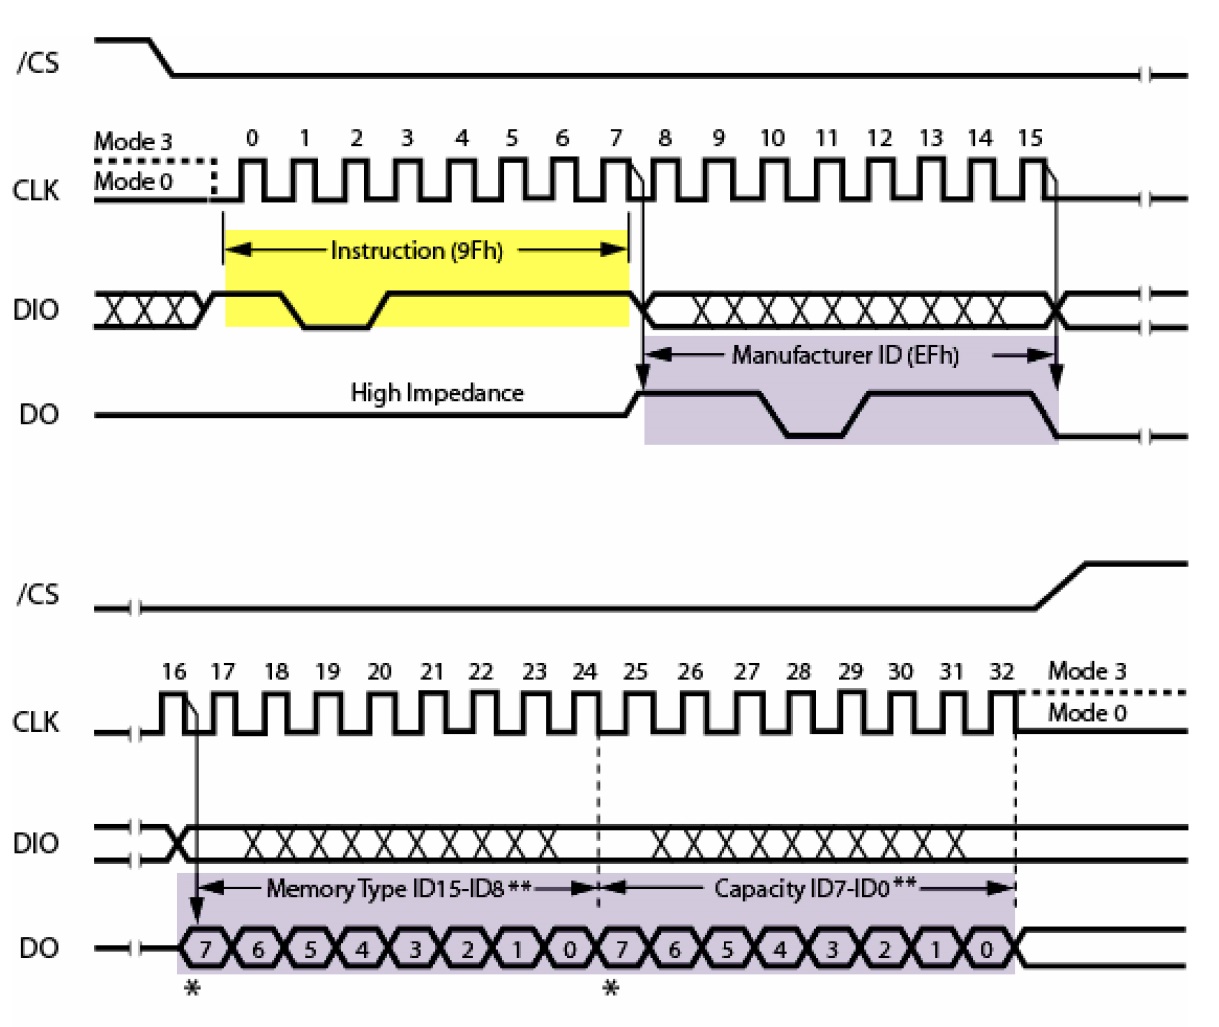 /CS
Mode 3
0 1 2 3 4 5 6 7 8 9 10 11 12 13 14 15
Mode 0
CLK
Instruction (9Fh)
DIO
Manufacturer ID (EFh)
High Impedance
DO
/CS
16 17 18 19 20 21 22 23 24 25 26 27 28 29 30 31 32 Mode 3
CLK
Mode 0
DIO
Memory Type ID15-ID8** Capacity ID7-ID0**
DO 7 6 5 4 3 2 1 0 7 6 5 4 3 2 1 0
* *